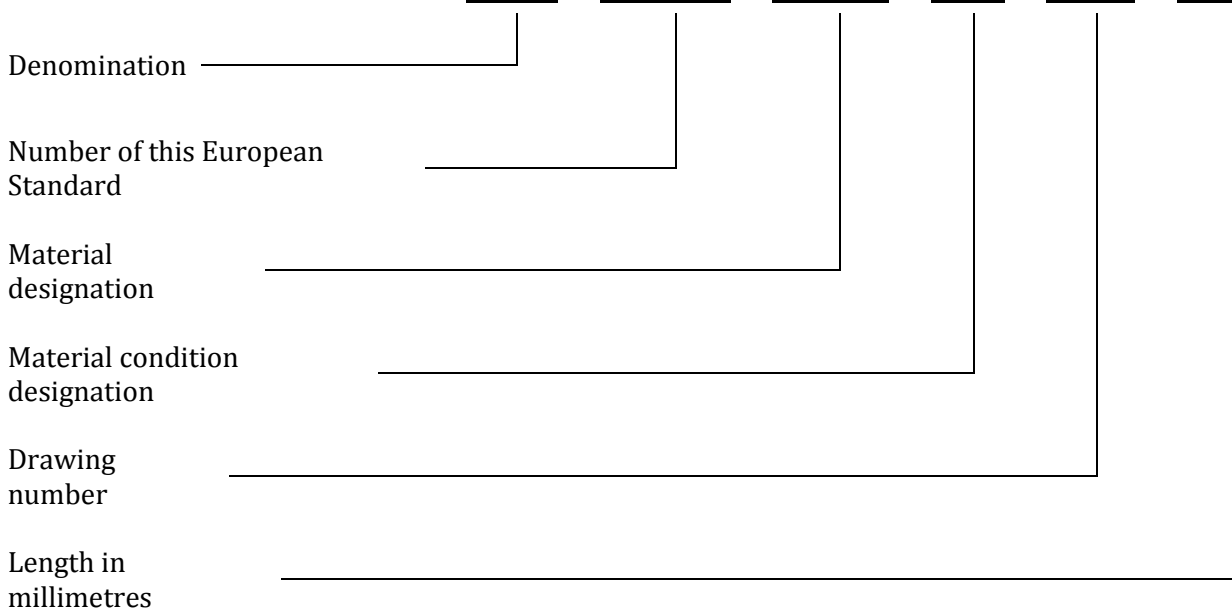 Denomination
Number of this European
Standard
Material
designation
Material condition
designation
Drawing
number
Length in
millimetres